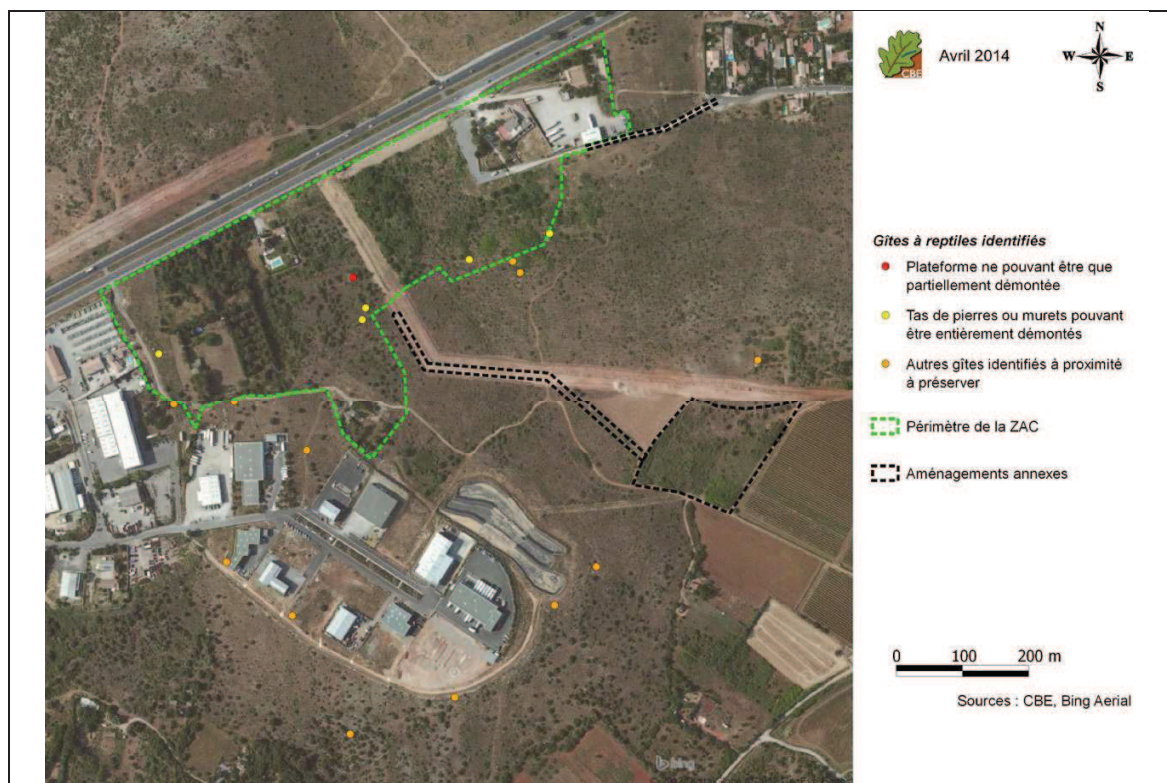 CBE
Avril 2014
N
W E
S
Gîtes à reptiles identifiés
Plateforme ne pouvant être que
partiellement démontée
Tas de pierres ou murets pouvant
être entièrement démontés
Autres gîtes identifiés à proximité
à préserver
Périmètre de la ZAC
Aménagements annexes
0 100 200 m
Sources : CBE, Bing Aerial
bing